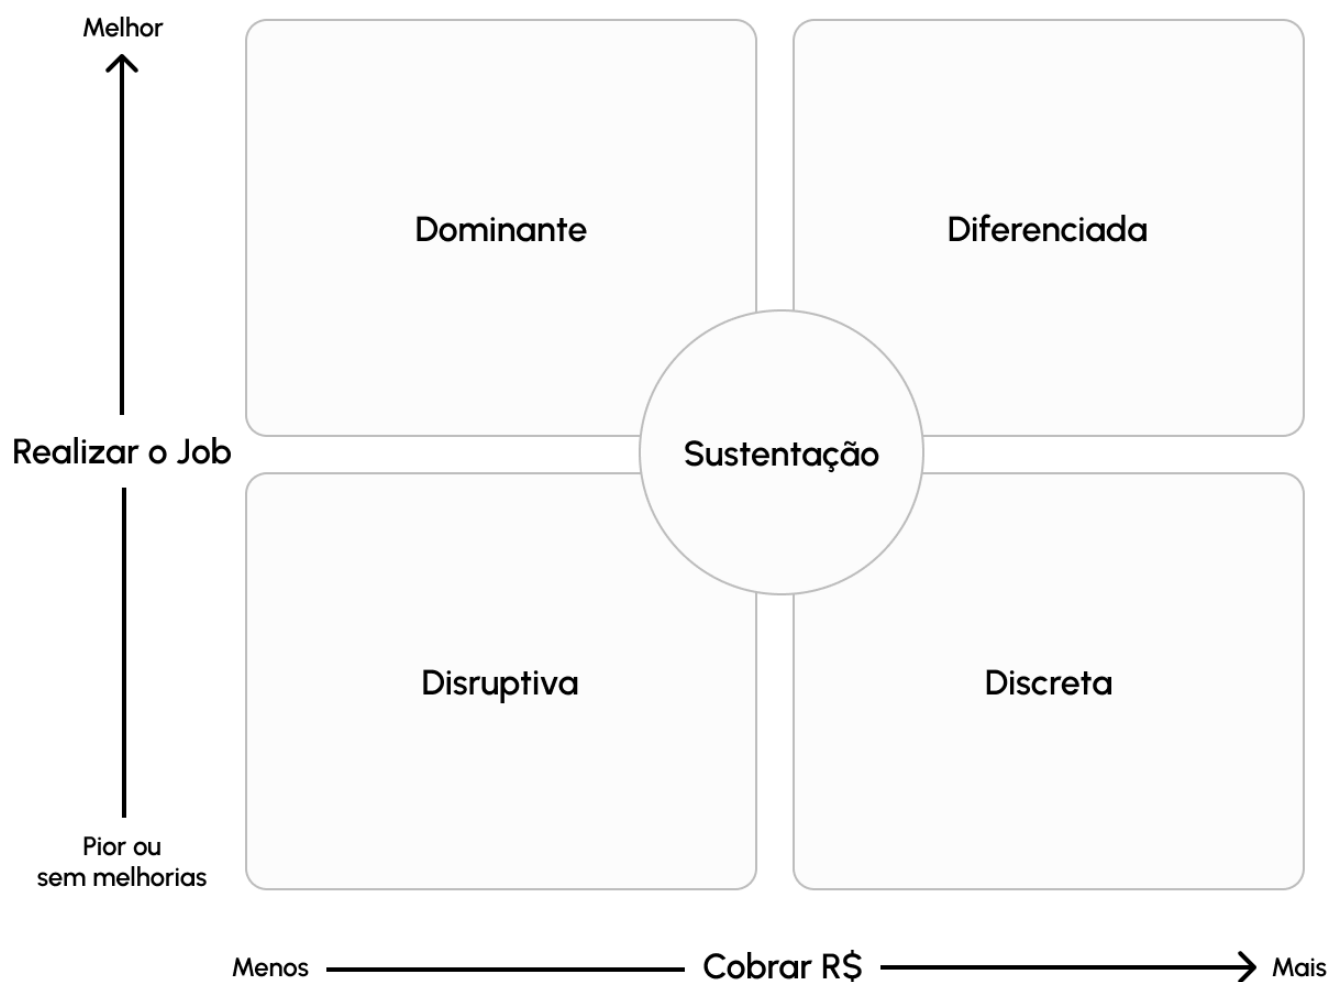 Melhor
Dominante
Diferenciada
Realizar o Job
Sustentação
Disruptiva
Discreta
Pior ou
sem melhorias
Menos
Cobrar R$
Mais